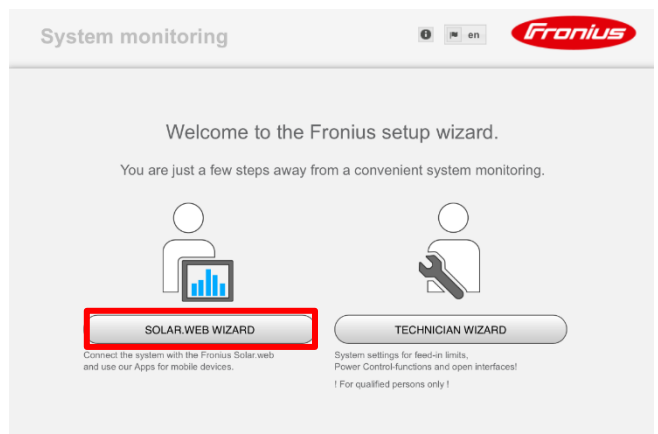 System monitoring
en
Fronius
Welcome to the Fronius setup wizard.
You are just a few steps away from a convenient system monitoring.
SOLAR.WEB WIZARD
TECHNICIAN WIZARD
Connect the system with the Fronius Solar.web
and use our Apps for mobile devices.
System settings for feed-in limits,
Power Control-functions and open interfaces!
! For qualified persons only !